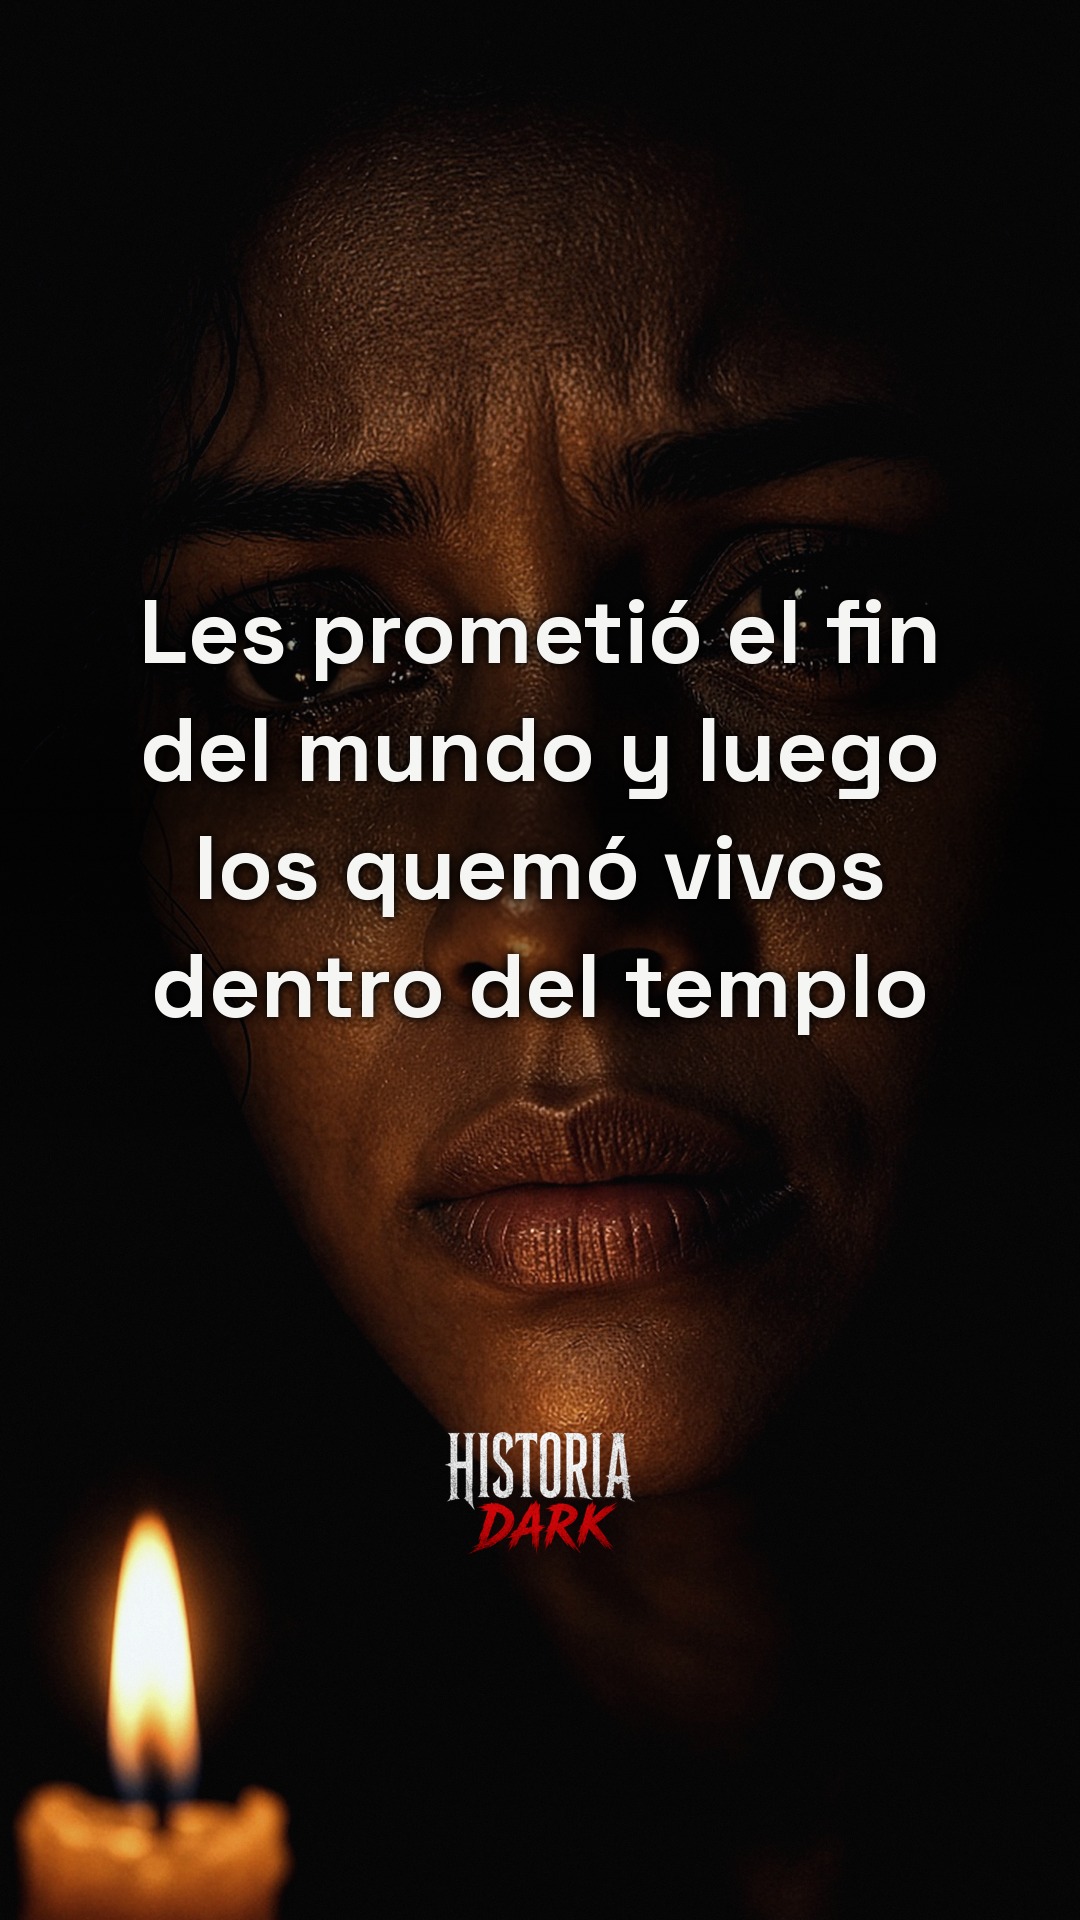 Les prometió el fin
del mundo y luego
los quemó vivos
dentro del templo
HISTORIA
DARK